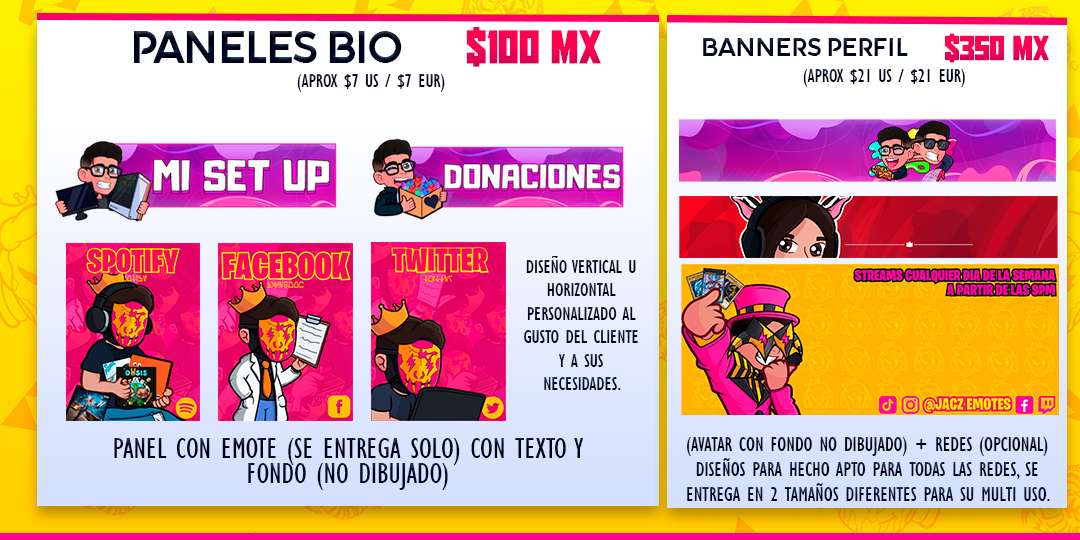 PANELES BIO $100 MX
(APROX $7 US / $7 EUR)
MI SET UP
DONACIONES
SPOTIFY
FACEBOOK
TWITTER
DISEÑO VERTICAL U
HORIZONTAL
PERSONALIZADO AL
GUSTO DEL CLIENTE
Y A SUS
NECESIDADES.
PANEL CON EMOTE (SE ENTREGA SOLO) CON TEXTO Y
FONDO (NO DIBUJADO)
BANNERS PERFIL $350 MX
(APROX $21 US / $21 EUR)
STREAMS CUALQUIER DIA DE LA SEMANA
A PARTIR DE LAS 9PM
@JACZ EMOTES
(AVATAR CON FONDO NO DIBUJADO) + REDES (OPCIONAL)
DISEÑOS PARA HECHO APTO PARA TODAS LAS REDES, SE
ENTREGA EN 2 TAMAÑOS DIFERENTES PARA SU MULTI USO.